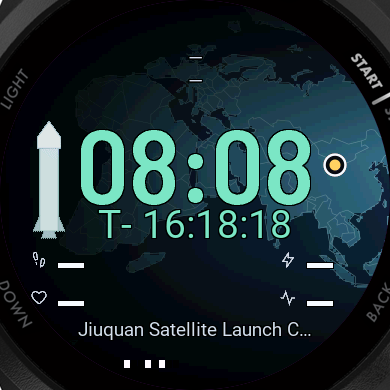 LIGHT
START
08:08
T- 16:18:18
DOWN
BACK
Jiuquan Satellite Launch C...